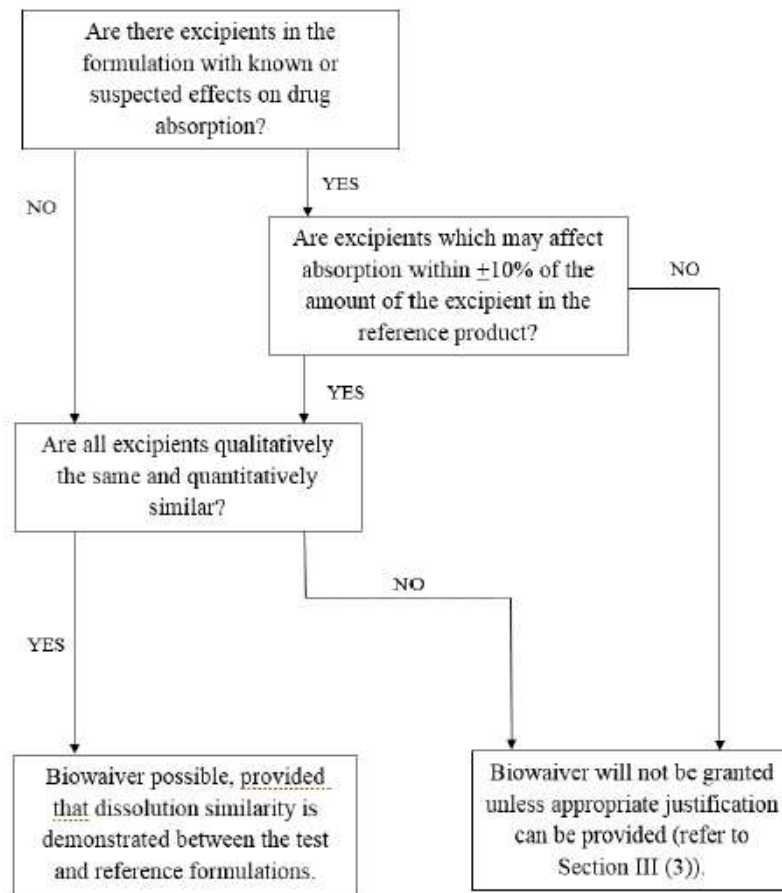 Are there excipients in the
formulation with known or
suspected effects on drug
absorption?
NO
YES
Are excipients which may affect
absorption within ±10% of the
amount of the excipient in the
reference product?
NO
YES
Are all excipients qualitatively
the same and quantitatively
similar?
NO
YES
Biowaiver possible, provided
that dissolution similarity is
demonstrated between the test
and reference formulations.
Biowaiver will not be granted
unless appropriate justification
can be provided (refer to
Section III (3)).